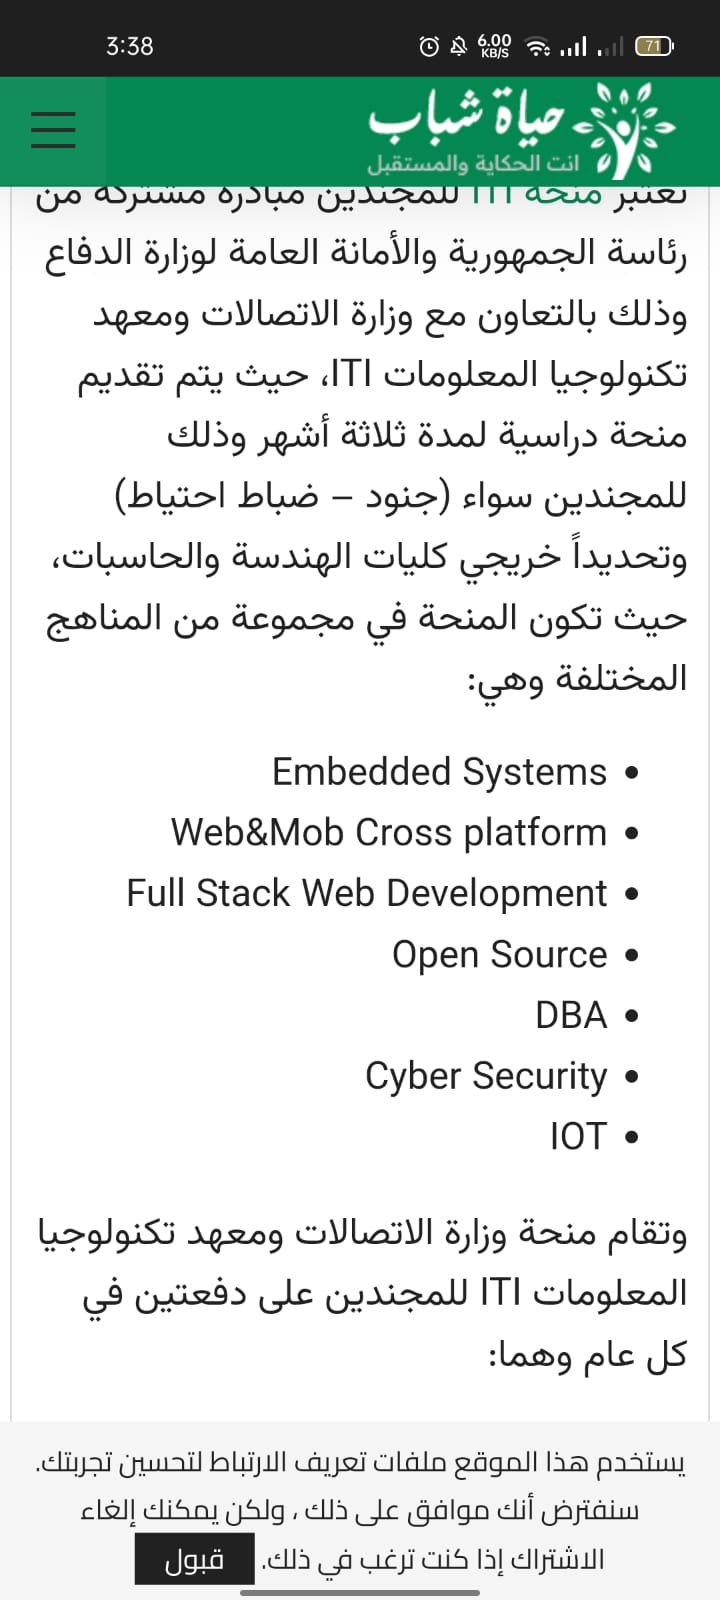 3:38
6.00
KB/S
71
حياة شباب
انت الحكاية والمستقبل
تعتبر منحة ITI للمجندين مبادرة مشتركة من
رئاسة الجمهورية والأمانة العامة لوزارة الدفاع
وذلك بالتعاون مع وزارة الاتصالات ومعهد
تكنولوجيا المعلومات ITI، حيث يتم تقديم
منحة دراسية لمدة ثلاثة أشهر وذلك
للمجندين سواء (جنود – ضباط احتياط)
وتحديداً خريجي كليات الهندسة والحاسبات،
حيث تكون المنحة في مجموعة من المناهج
المختلفة وهي:
• Embedded Systems
• Web&Mob Cross platform
• Full Stack Web Development
• Open Source
• DBA
• Cyber Security
• IOT
وتقام منحة وزارة الاتصالات ومعهد تكنولوجيا
المعلومات ITI للمجندين على دفعتين في
كل عام وهما:
يستخدم هذا الموقع ملفات تعريف الارتباط لتحسين تجربتك.
سنفترض أنك موافق على ذلك ، ولكن يمكنك إلغاء
الاشتراك إذا كنت ترغب في ذلك. قبول